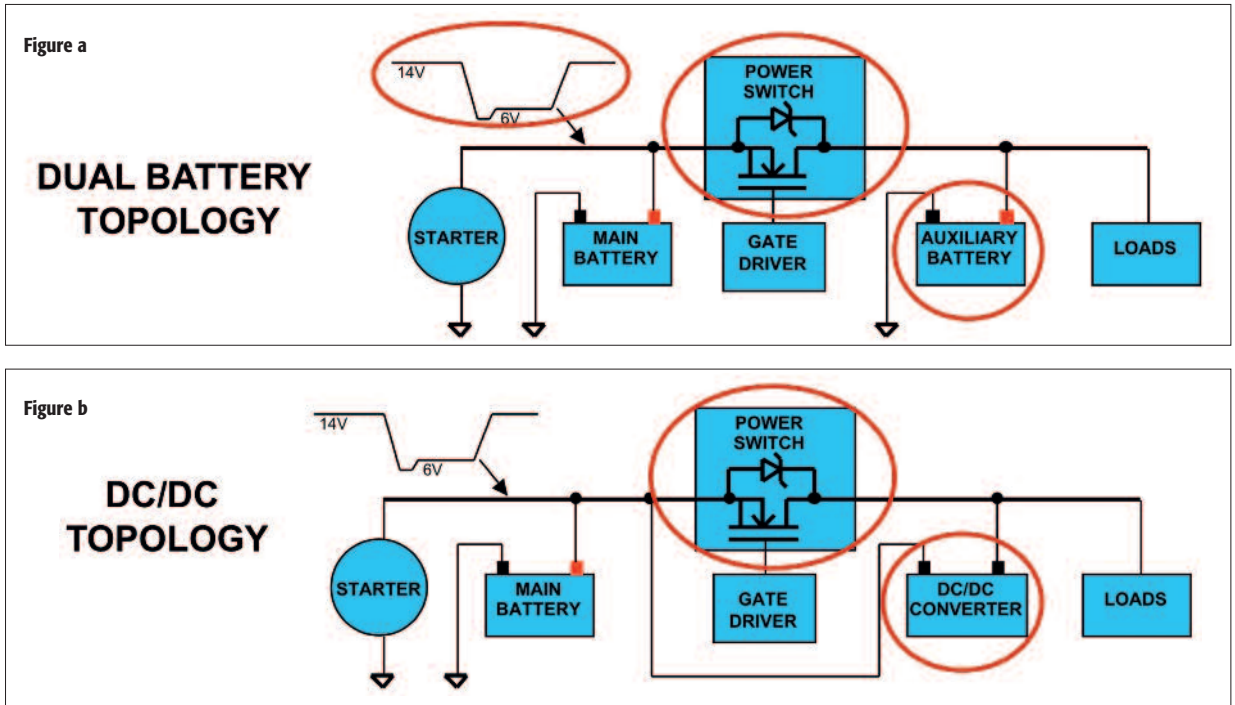 Figure a
14V
6V
POWER
SWITCH
DUAL BATTERY
TOPOLOGY
STARTER
MAIN
BATTERY
GATE
DRIVER
AUXILIARY
BATTERY
LOADS
Figure b
14V
6V
POWER
SWITCH
DC/DC
TOPOLOGY
STARTER
MAIN
BATTERY
GATE
DRIVER
DC/DC
CONVERTER
LOADS